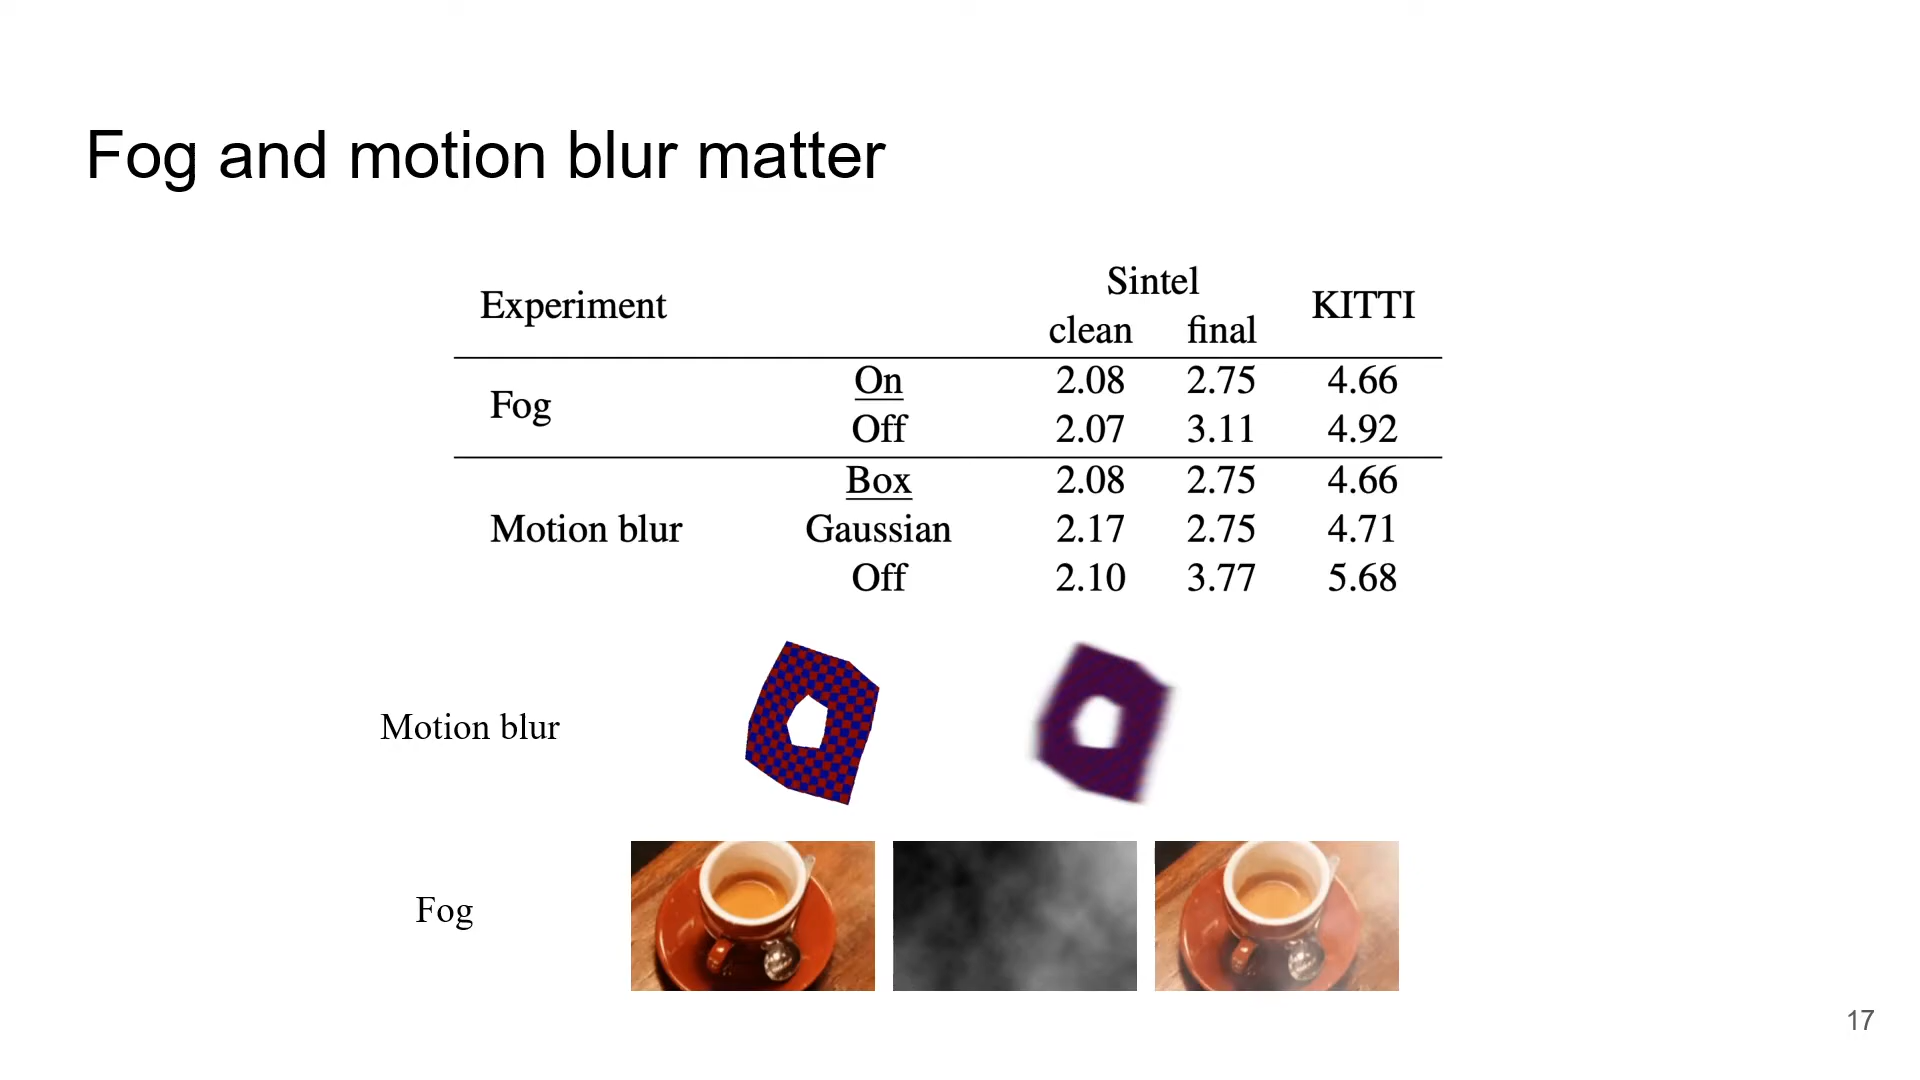 Fog and motion blur matter
Experiment Sintel KITTI
clean final
Fog On 2.08 2.75 4.66
Off 2.07 3.11 4.92
Motion blur Box 2.08 2.75 4.66
Gaussian 2.17 2.75 4.71
Off 2.10 3.77 5.68
Motion blur
Fog
17